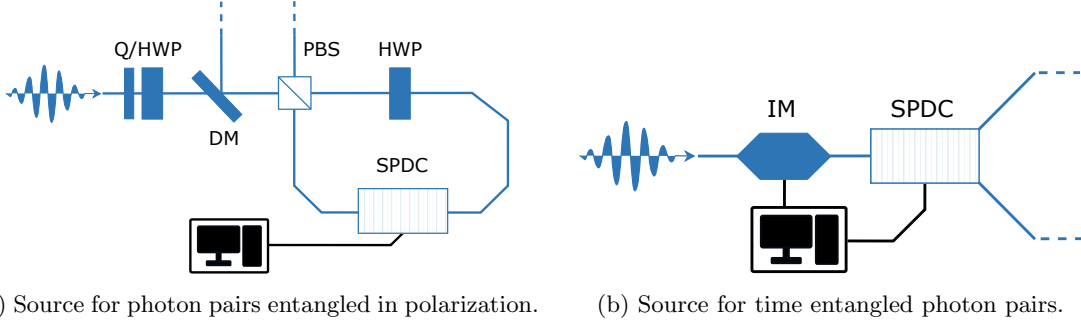 Q/HWP
PBS
HWP
DM
SPDC
IM
SPDC
) Source for photon pairs entangled in polarization.
(b) Source for time entangled photon pairs.